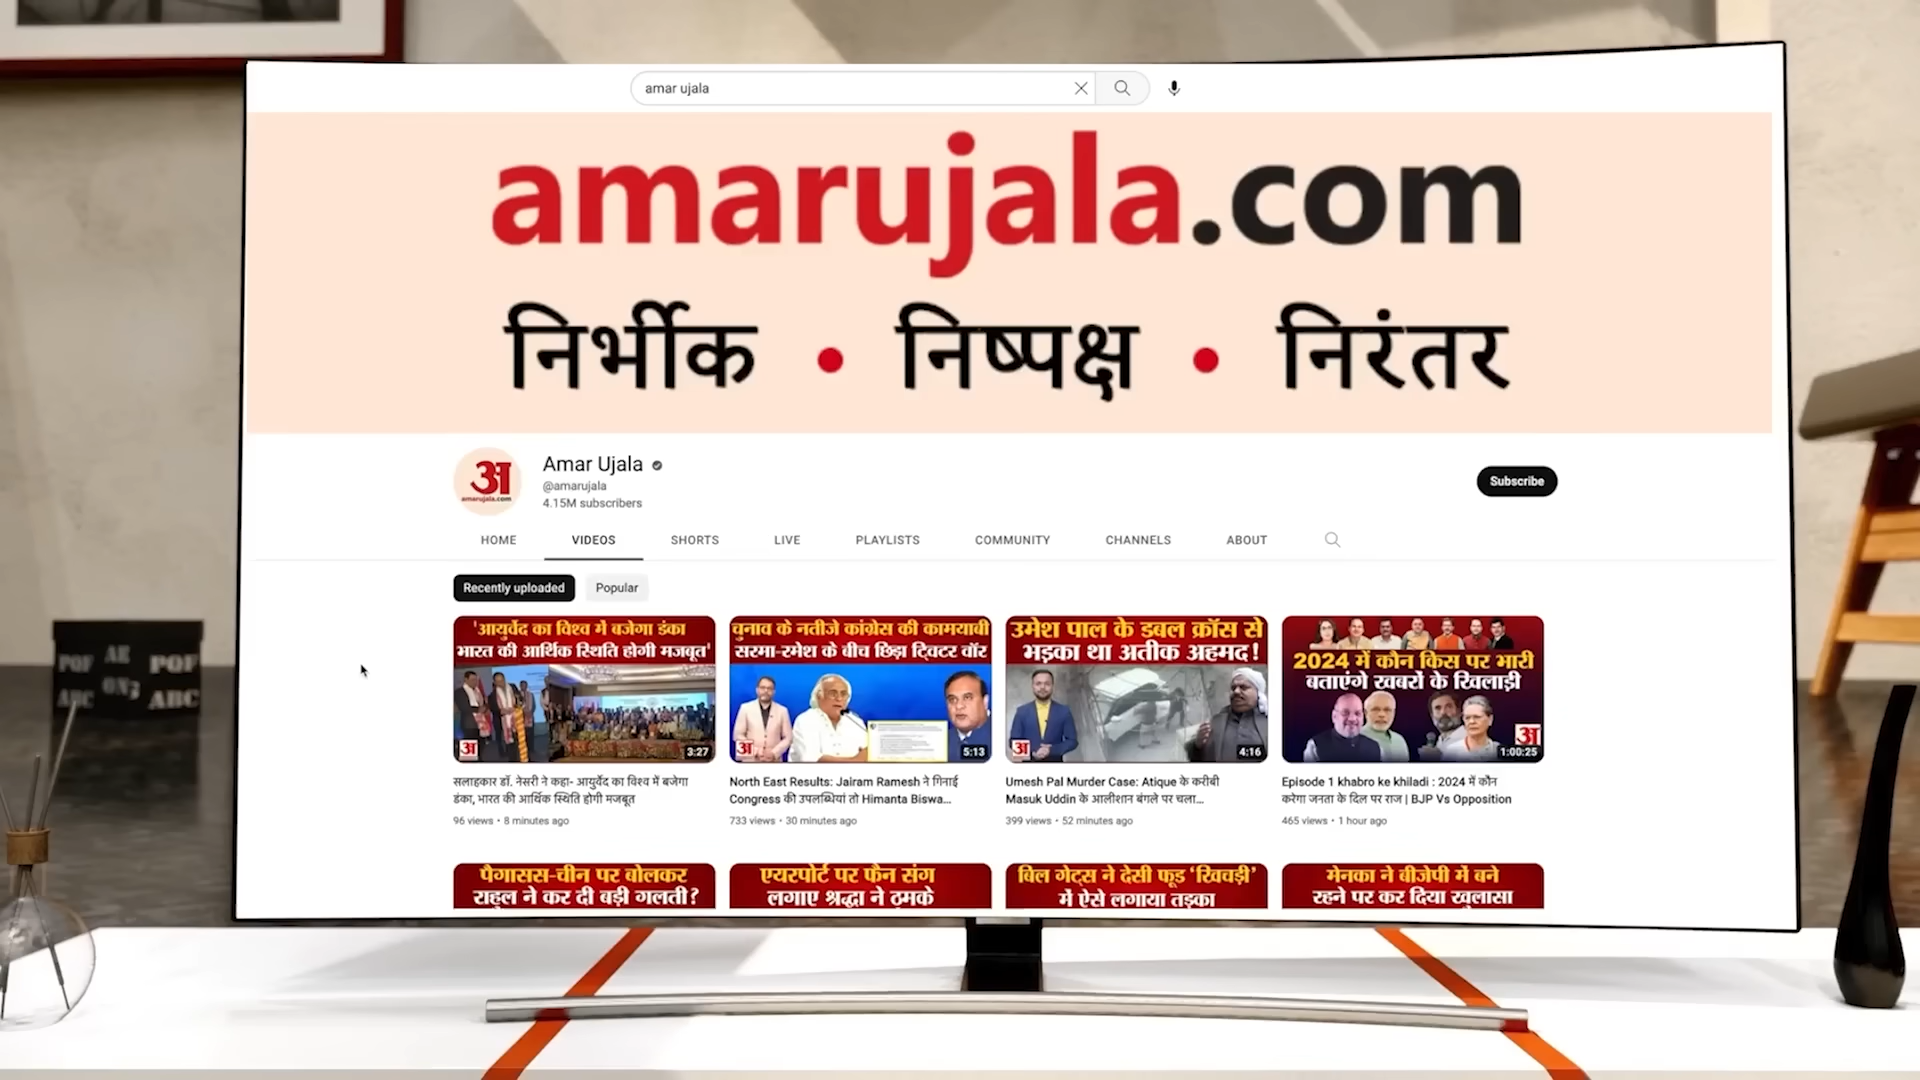 amar ujala
amarujala.com
निर्भीक • निष्पक्ष • निरंतर
अ
amarujala.com
Amar Ujala
@amarujala
4.15M subscribers
Subscribe
HOME VIDEOS SHORTS LIVE PLAYLISTS COMMUNITY CHANNELS ABOUT
Recently uploaded Popular
'आयुर्वेद का विश्व में बजेगा डंका
भारत की आर्थिक स्थिति होगी मजबूत'
अ
3:27
सलाहकार डॉ. नेसरी ने कहा- आयुर्वेद का विश्व में बजेगा
डंका, भारत की आर्थिक स्थिति होगी मजबूत
96 views • 8 minutes ago
चुनाव के नतीजे कांग्रेस की कामयाबी
सरमा-रमेश के बीच छिड़ा ट्विटर वॉर
अ
5:13
North East Results: Jairam Ramesh ने गिनाई
Congress की उपलब्धियां तो Himanta Biswa...
733 views • 30 minutes ago
उमेश पाल के डबल क्रॉस से
भड़का था अतीक अहमद!
अ
4:16
Umesh Pal Murder Case: Atique के करीबी
Masuk Uddin के आलीशान बंगले पर चला...
399 views • 52 minutes ago
2024 में कौन किस पर भारी
बताएंगे खबरों के खिलाड़ी
अ
1:00:25
Episode 1 khabro ke khiladi : 2024 में कौन
करेगा जनता के दिल पर राज | BJP Vs Opposition
465 views • 1 hour ago
पैगासस-चीन पर बोलकर
राहुल ने कर दी बड़ी गलती?
एयरपोर्ट पर फैन संग
लगाए श्रद्धा ने ठुमके
बिल गेट्स ने देसी फूड 'खिचड़ी'
में ऐसे लगाया तड़का
मेनका ने बीजेपी में बने
रहने पर कर दिया खुलासा